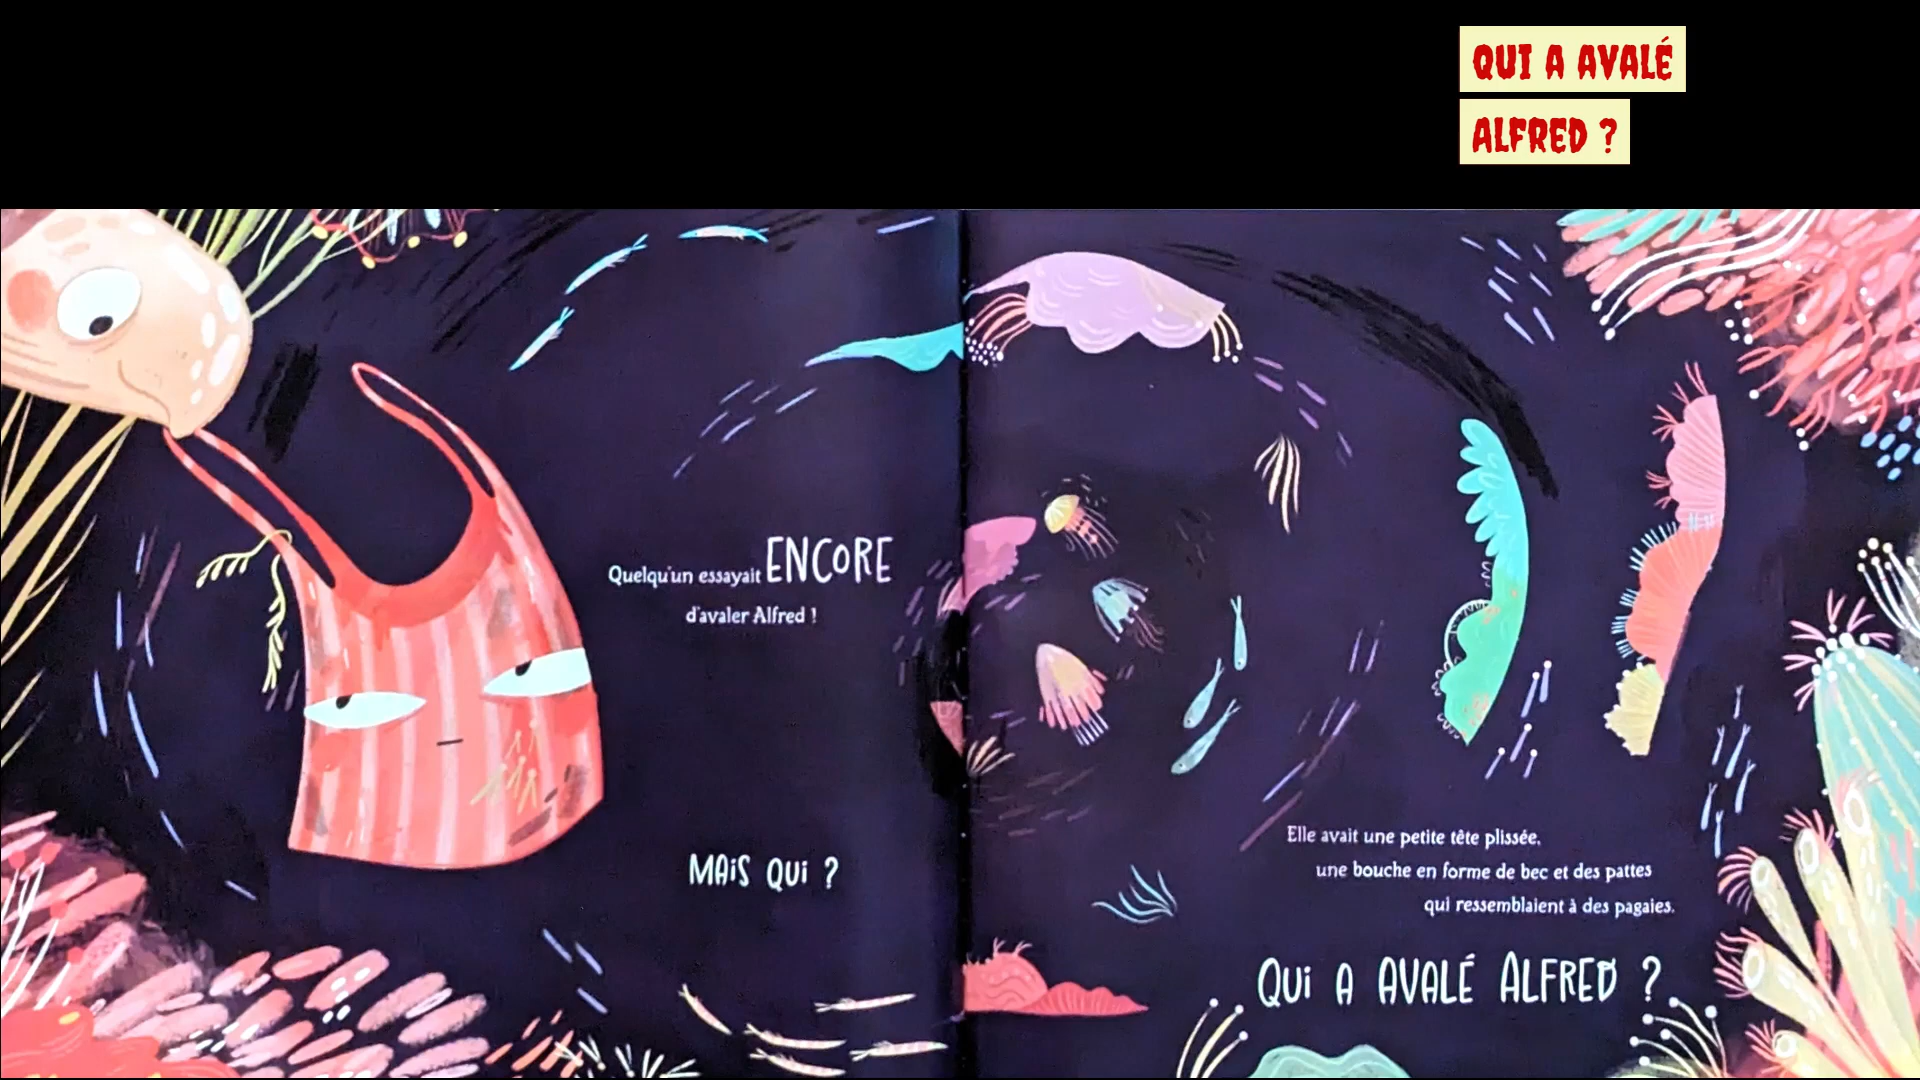 QUI A AVALÉ
ALFRED ?
Quelqu'un essayait ENCORE
d'avaler Alfred !
MAIS QUI ?
Elle avait une petite tête plissée,
une bouche en forme de bec et des pattes
qui ressemblaient à des pagaies.
QUI A AVALÉ ALFRED ?